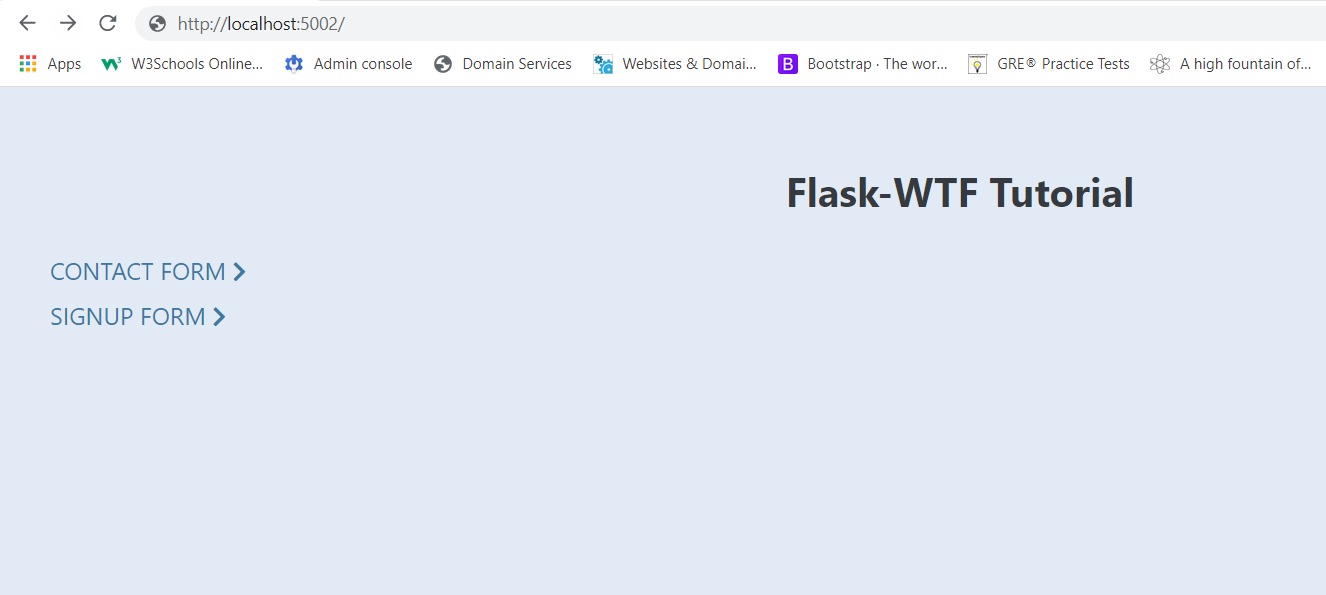 http://localhost:5002/
Apps W3Schools Online... Admin console Domain Services Websites & Domai... B Bootstrap · The wor... GRE® Practice Tests A high fountain of...
Flask-WTF Tutorial
CONTACT FORM
SIGNUP FORM